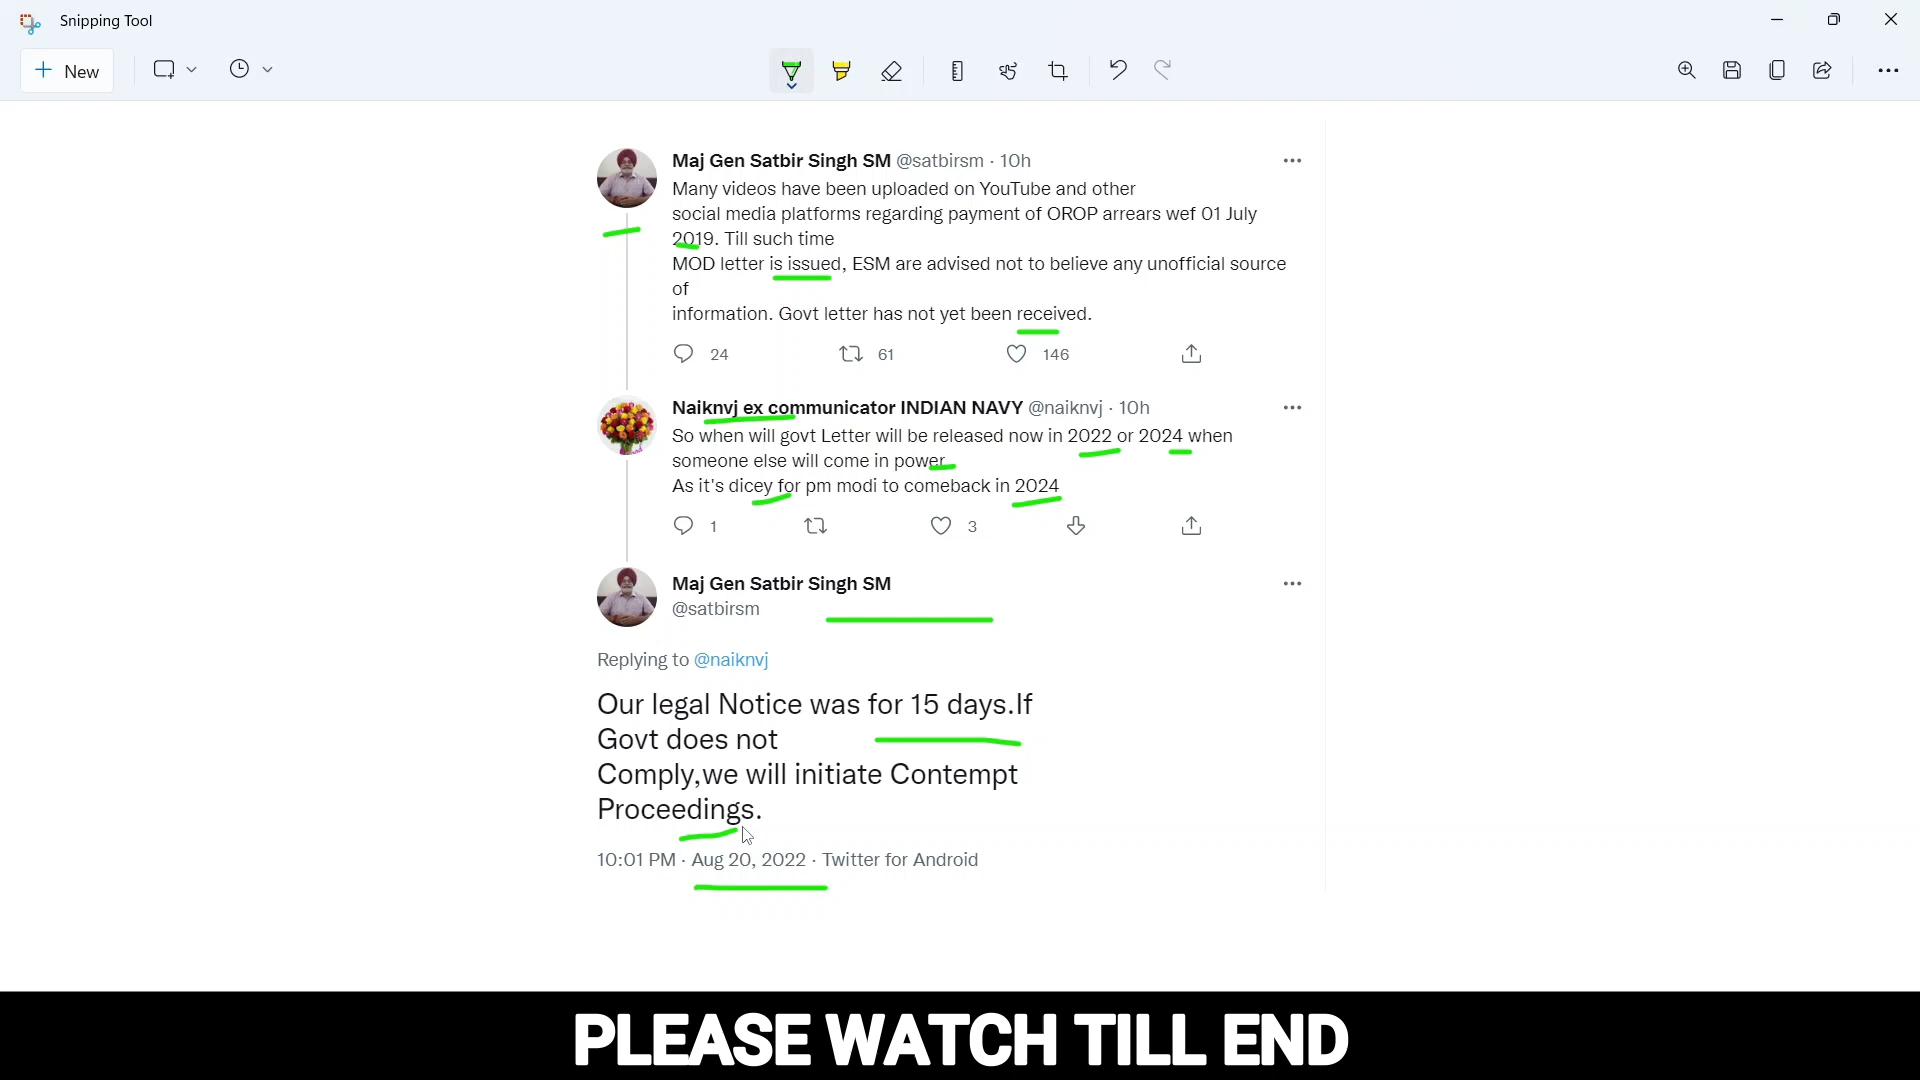 Snipping Tool
New
Maj Gen Satbir Singh SM @satbirsm · 10h
Many videos have been uploaded on YouTube and other
social media platforms regarding payment of OROP arrears wef 01 July
2019. Till such time
MOD letter is issued, ESM are advised not to believe any unofficial source
of
information. Govt letter has not yet been received.
24 61 146
Naiknvj ex communicator INDIAN NAVY @naiknvj · 10h
So when will govt Letter will be released now in 2022 or 2024 when
someone else will come in power
As it's dicey for pm modi to comeback in 2024
1 3
Maj Gen Satbir Singh SM
@satbirsm
Replying to @naiknvj
Our legal Notice was for 15 days.If
Govt does not
Comply,we will initiate Contempt
Proceedings.
10:01 PM · Aug 20, 2022 · Twitter for Android
PLEASE WATCH TILL END